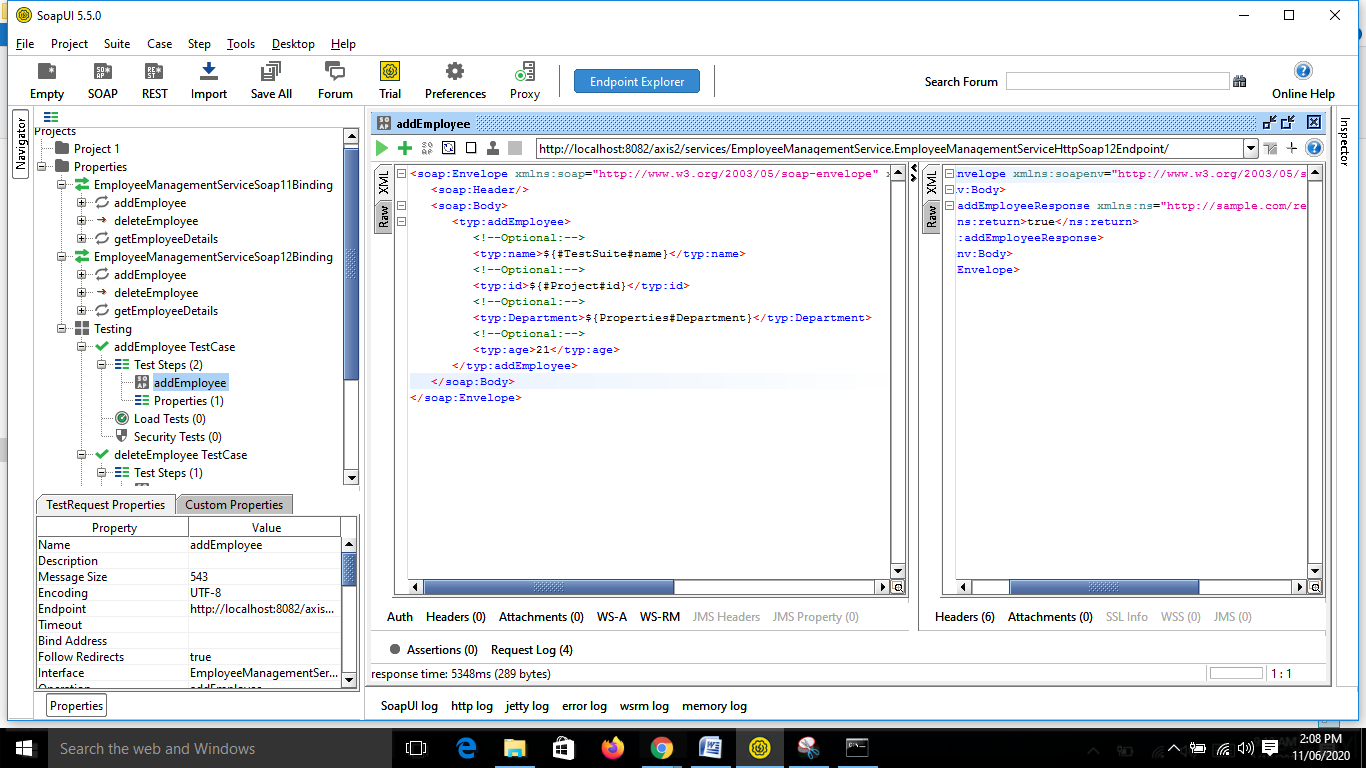 SoapUI 5.5.0
File Project Suite Case Step Tools Desktop Help
Empty SOAP REST Import Save All Forum Trial Preferences Proxy Endpoint Explorer Search Forum Online Help
Navigator
Inspector
Projects
Project 1
Properties
EmployeeManagementServiceSoap11Binding
addEmployee
deleteEmployee
getEmployeeDetails
EmployeeManagementServiceSoap12Binding
addEmployee
deleteEmployee
getEmployeeDetails
Testing
addEmployee TestCase
Test Steps (2)
addEmployee
Properties (1)
Load Tests (0)
Security Tests (0)
deleteEmployee TestCase
Test Steps (1)
TestRequest Properties Custom Properties
Property Value
Name addEmployee
Description
Message Size 543
Encoding UTF-8
Endpoint http://localhost:8082/axis...
Timeout
Bind Address
Follow Redirects true
Interface EmployeeManagementSer...
Operation addEmployee
Properties
addEmployee
http://localhost:8082/axis2/services/EmployeeManagementService.EmployeeManagementServiceHttpSoap12Endpoint/
XML
Raw
<soap:Envelope xmlns:soap="http://www.w3.org/2003/05/soap-envelope" x
<soap:Header/>
<soap:Body>
<typ:addEmployee>
<!--Optional:-->
<typ:name>${#TestSuite#name}</typ:name>
<!--Optional:-->
<typ:id>${#Project#id}</typ:id>
<!--Optional:-->
<typ:Department>${Properties#Department}</typ:Department>
<!--Optional:-->
<typ:age>21</typ:age>
</typ:addEmployee>
</soap:Body>
</soap:Envelope>
XML
Raw
nvelope xmlns:soapenv="http://www.w3.org/2003/05/s
v:Body>
addEmployeeResponse xmlns:ns="http://sample.com/re
ns:return>true</ns:return>
:addEmployeeResponse>
nv:Body>
Envelope>
Auth Headers (0) Attachments (0) WS-A WS-RM JMS Headers JMS Property (0)
Headers (6) Attachments (0) SSL Info WSS (0) JMS (0)
Assertions (0) Request Log (4)
response time: 5348ms (289 bytes)
1 : 1
SoapUI log http log jetty log error log wsrm log memory log
Search the web and Windows
2:08 PM
11/06/2020